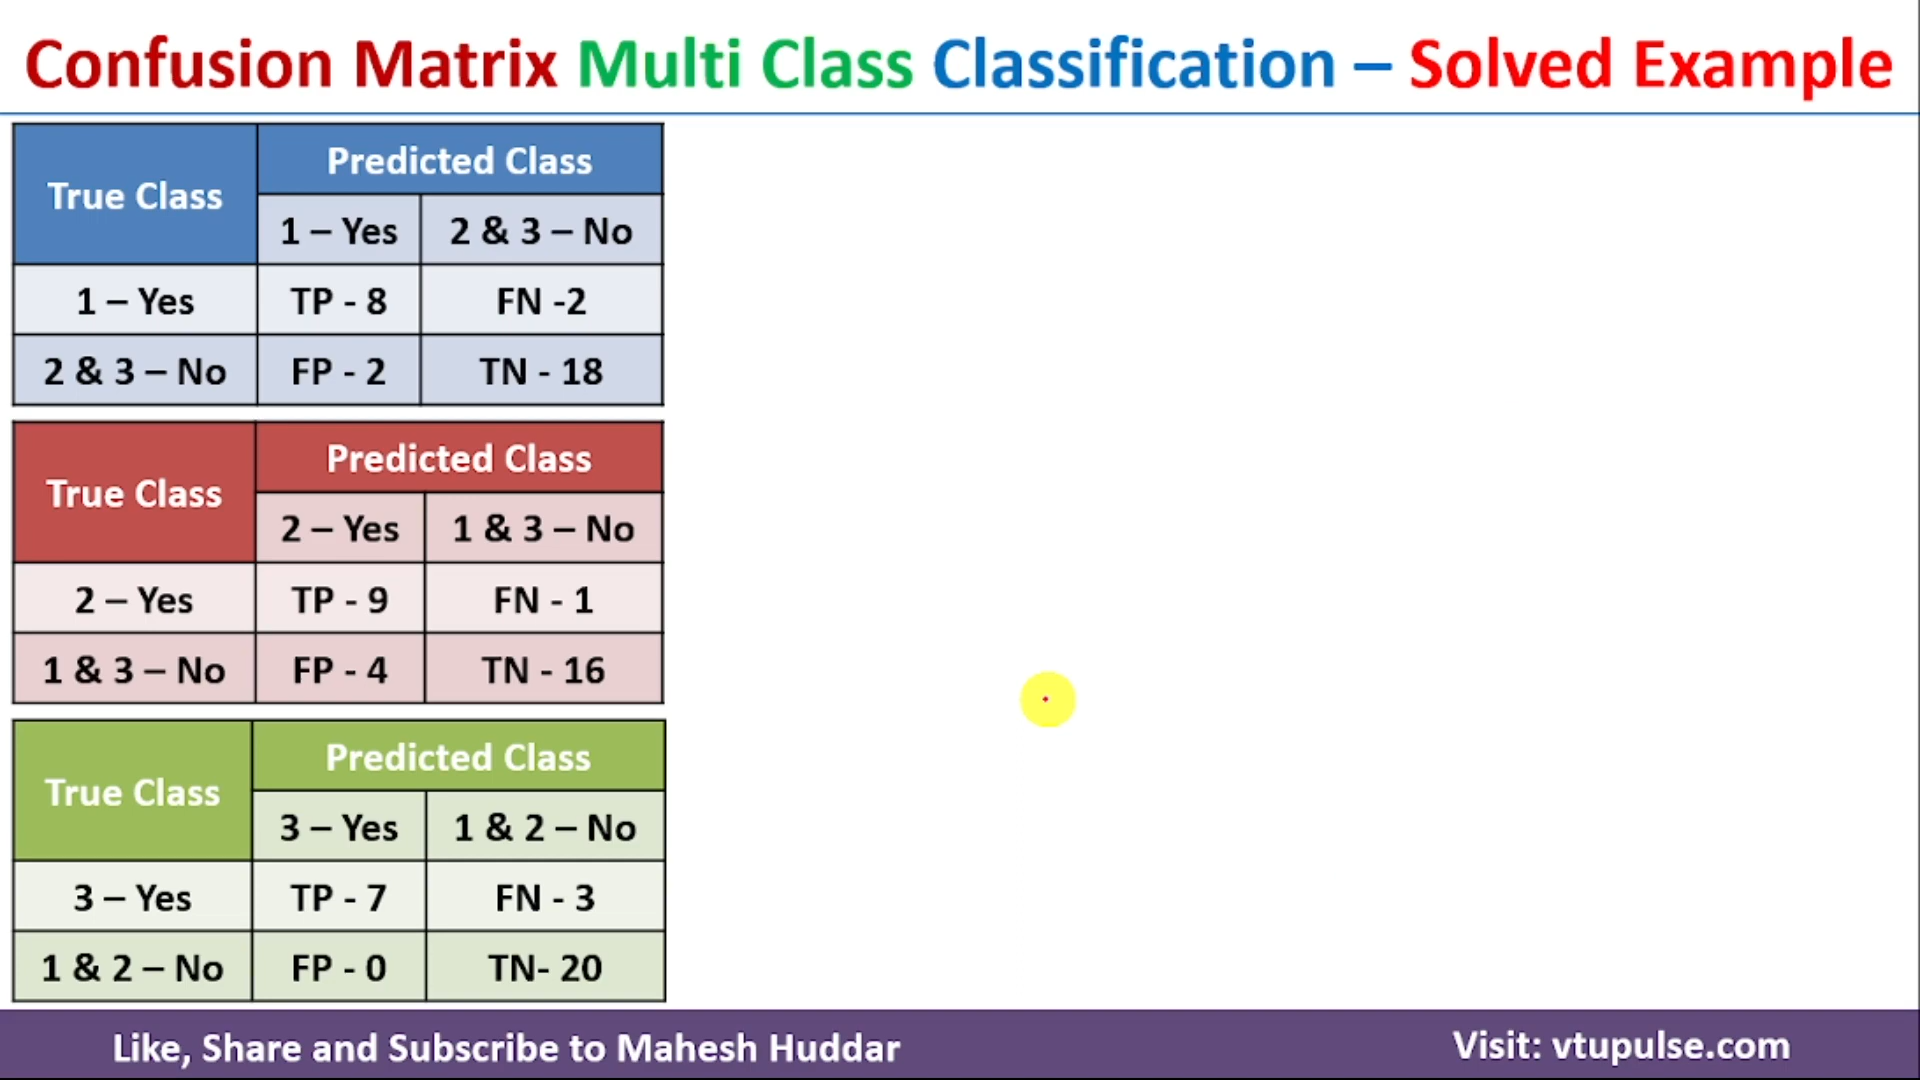 Confusion Matrix Multi Class Classification – Solved Example
True Class
Predicted Class
1 – Yes
2 & 3 – No
1 – Yes
TP - 8
FN -2
2 & 3 – No
FP - 2
TN - 18
True Class
Predicted Class
2 – Yes
1 & 3 – No
2 – Yes
TP - 9
FN - 1
1 & 3 – No
FP - 4
TN - 16
True Class
Predicted Class
3 – Yes
1 & 2 – No
3 – Yes
TP - 7
FN - 3
1 & 2 – No
FP - 0
TN- 20
Like, Share and Subscribe to Mahesh Huddar
Visit: vtupulse.com